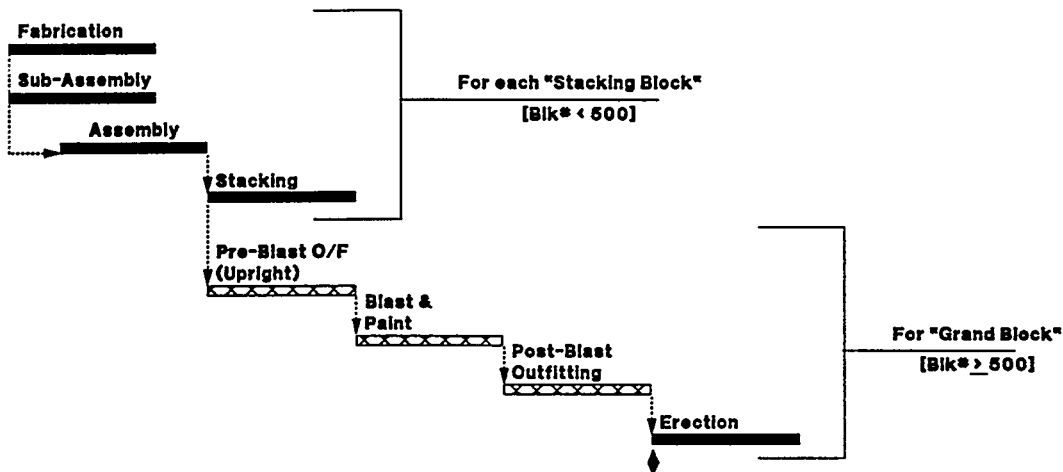 Fabrication
Sub-Assembly
Assembly
Stacking
For each "Stacking Block"
[Blk# < 500]
Pre-Blast O/F
(Upright)
Blast &
Paint
Post-Blast
Outfitting
Erection
For "Grand Block"
[Blk# ≥ 500]